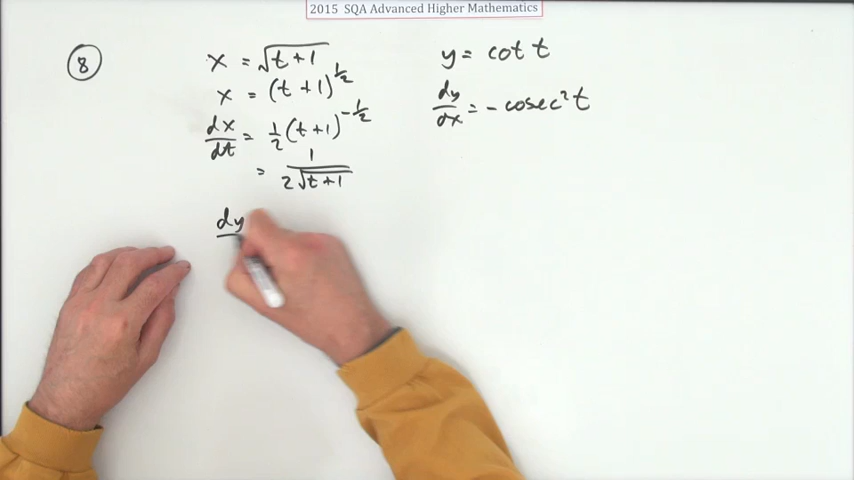 2015 SQA Advanced Higher Mathematics
8
x = √(t+1)
x = (t+1)^½
dx/dt = ½(t+1)^-½
= 1/(2√(t+1))
dy
y = cot t
dy/dx = -cosec²t